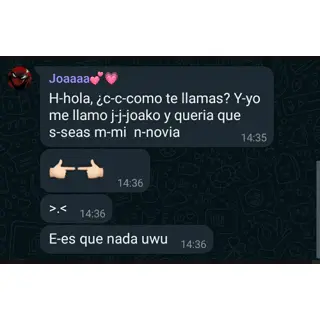 Joaaaa💕💗
H-hola, ¿c-c-como te llamas? Y-yo
me llamo j-j-joako y queria que
s-seas m-mi n-novia
14:35
👉🏻👈🏻
14:36
>.< 14:36
E-es que nada uwu 14:36